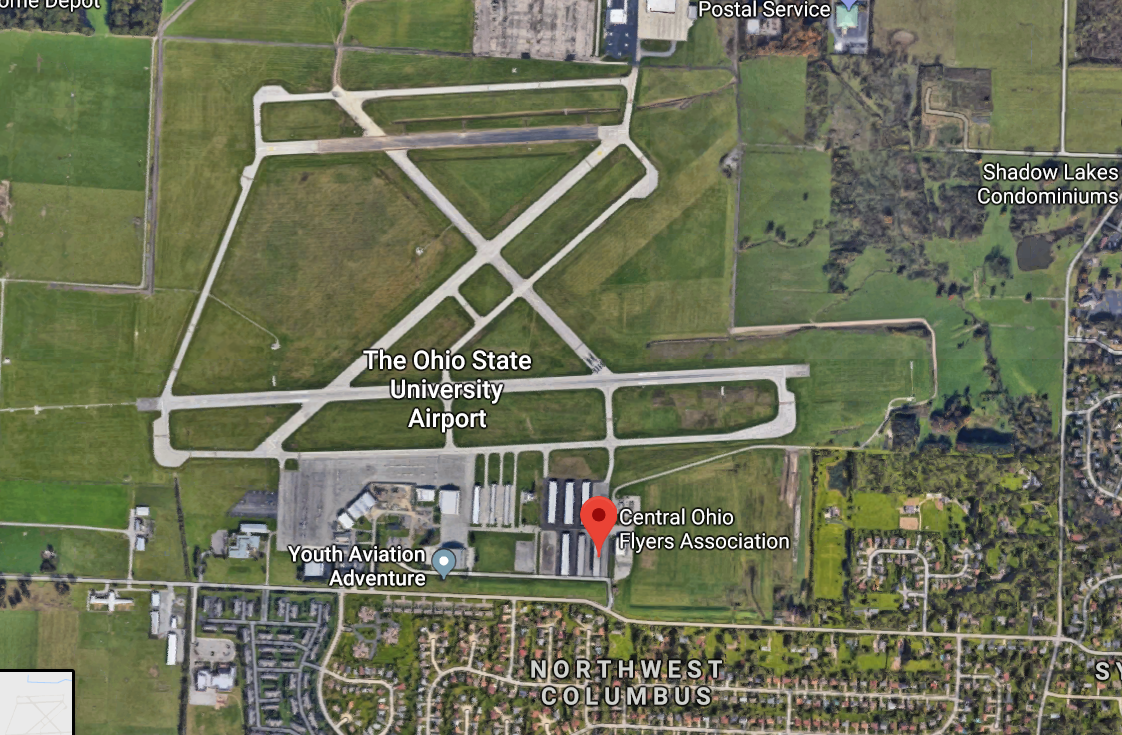 ome Depot
Postal Service
Shadow Lakes
Condominiums
The Ohio State
University
Airport
Central Ohio
Flyers Association
Youth Aviation
Adventure
NORTHWEST
COLUMBUS
SY